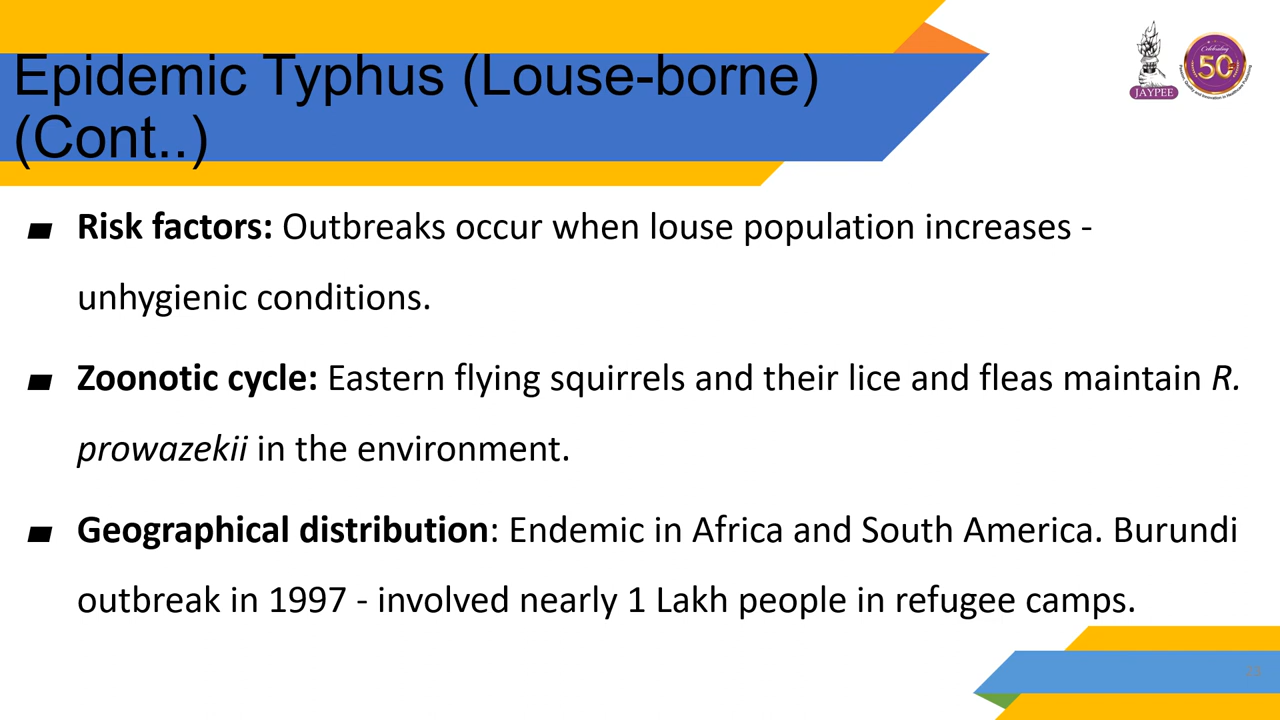 Epidemic Typhus (Louse-borne)
(Cont..)
JAYPEE
Celebrating
50
Risk factors: Outbreaks occur when louse population increases -
unhygienic conditions.
Zoonotic cycle: Eastern flying squirrels and their lice and fleas maintain R.
prowazekii in the environment.
Geographical distribution: Endemic in Africa and South America. Burundi
outbreak in 1997 - involved nearly 1 Lakh people in refugee camps.